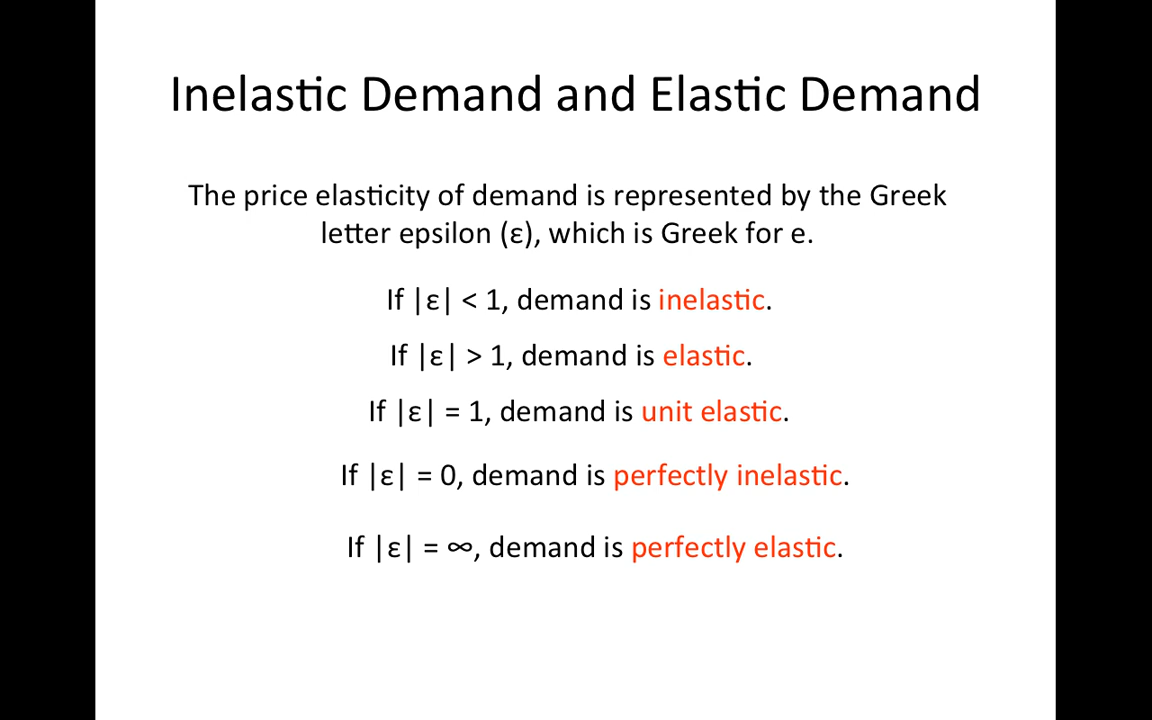 Inelastic Demand and Elastic Demand
The price elasticity of demand is represented by the Greek
letter epsilon (ε), which is Greek for e.
If |ε| < 1, demand is inelastic.
If |ε| > 1, demand is elastic.
If |ε| = 1, demand is unit elastic.
If |ε| = 0, demand is perfectly inelastic.
If |ε| = ∞, demand is perfectly elastic.